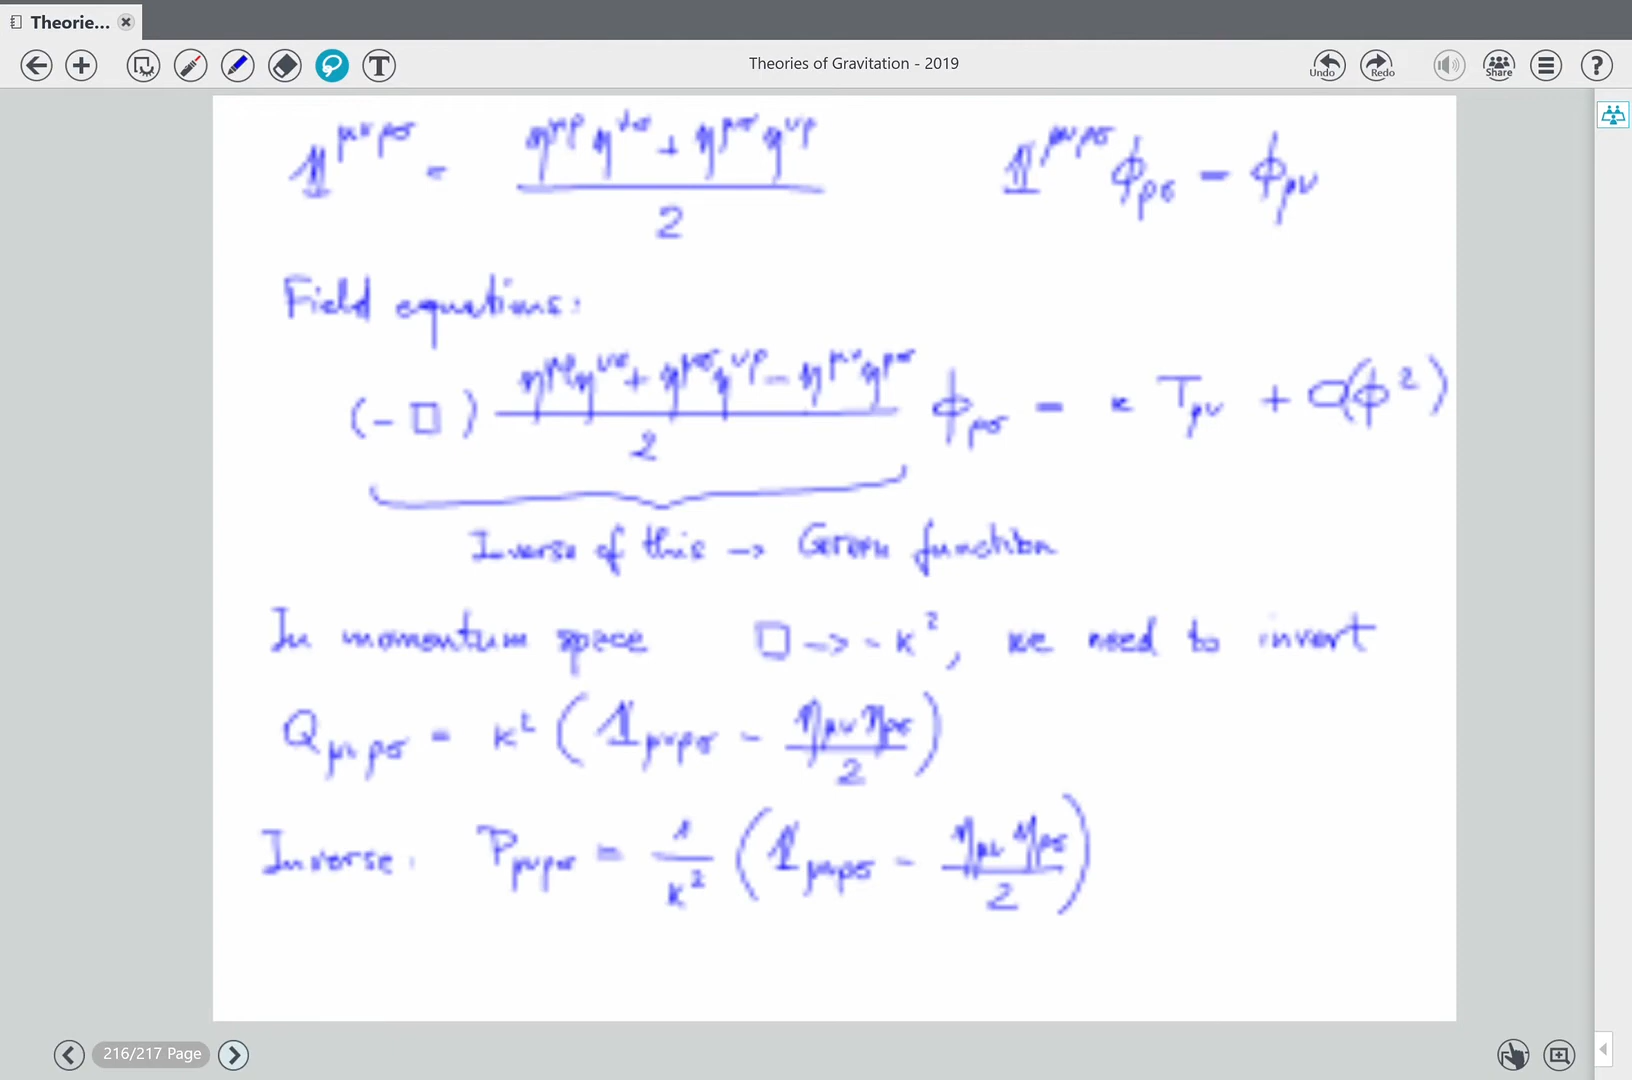 Theorie...
Theories of Gravitation - 2019
Undo Redo Share
𝟙^{μνρσ} = (η^{μρ} η^{νσ} + η^{μσ} η^{νρ}) / 2    𝟙^{μνρσ} ϕ_{ρσ} = ϕ_{μν}
Field equations:
(-□) (η^{μρ} η^{νσ} + η^{μσ} η^{νρ} - η^{μν} η^{ρσ}) / 2 ϕ_{ρσ} = κ T_{μν} + O(ϕ²)
Inverse of this -> Green function
In momentum space □ -> - k², we need to invert
Q_{μνρσ} = k² (𝟙_{μνρσ} - η_{μν} η_{ρσ} / 2)
Inverse: P_{μνρσ} = 1/k² (𝟙_{μνρσ} - η_{μν} η_{ρσ} / 2)
216/217 Page